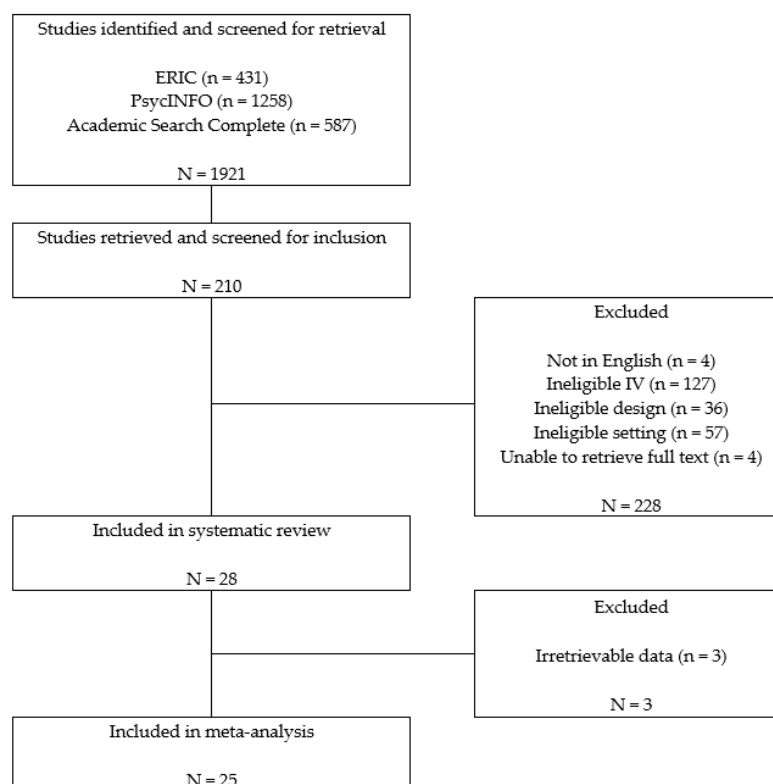 Studies identified and screened for retrieval
ERIC (n = 431)
PsycINFO (n = 1258)
Academic Search Complete (n = 587)
N = 1921
Studies retrieved and screened for inclusion
N = 210
Excluded
Not in English (n = 4)
Ineligible IV (n = 127)
Ineligible design (n = 36)
Ineligible setting (n = 57)
Unable to retrieve full text (n = 4)
N = 228
Included in systematic review
N = 28
Excluded
Irretrievable data (n = 3)
N = 3
Included in meta-analysis
N = 25